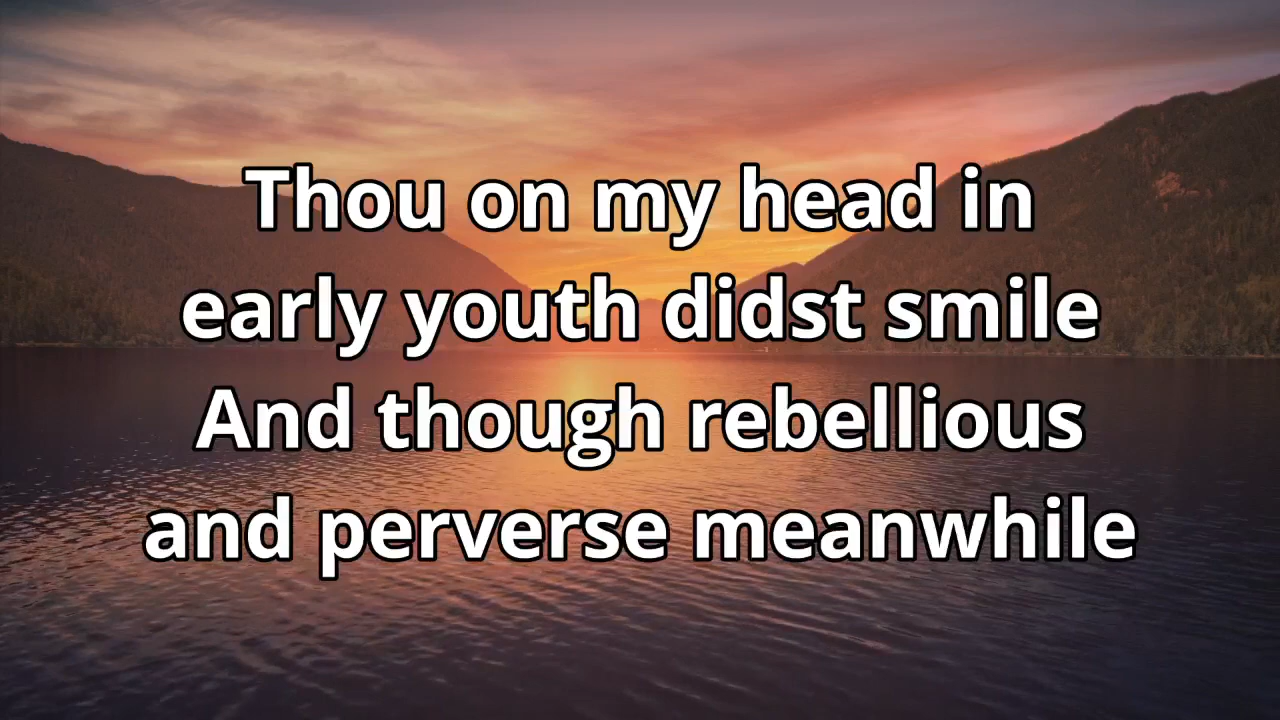 Thou on my head in
early youth didst smile
And though rebellious
and perverse meanwhile